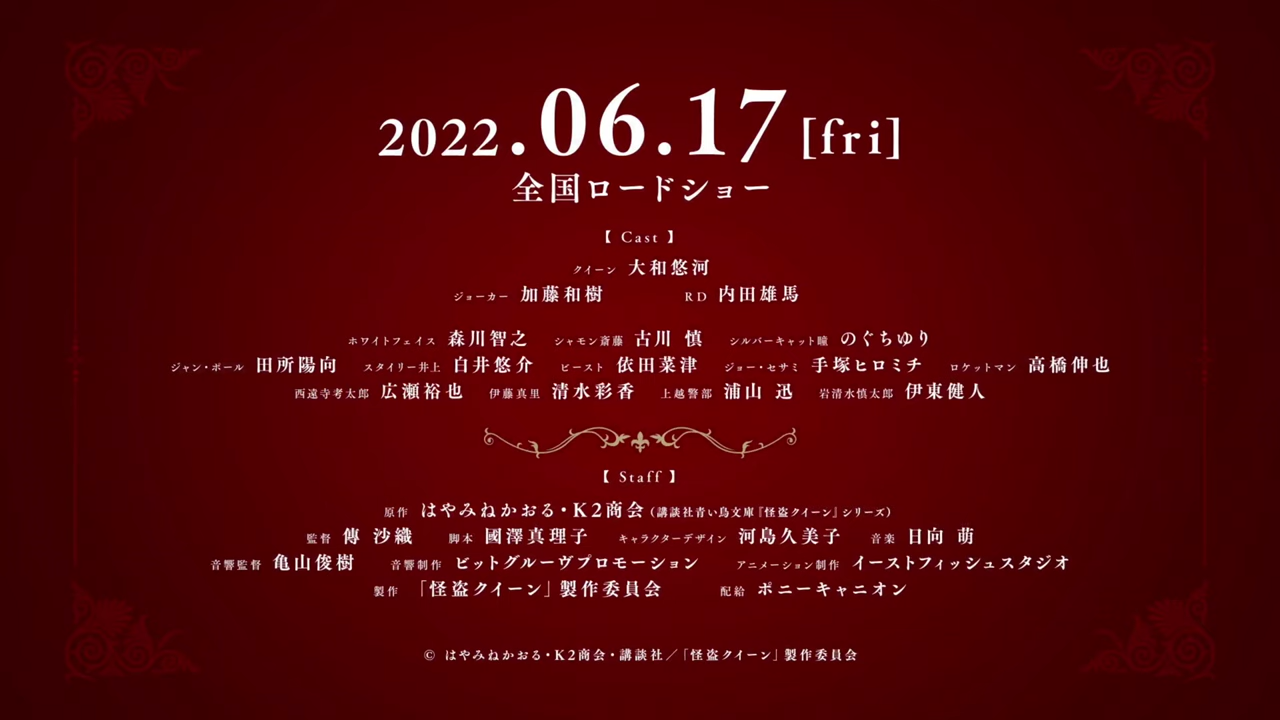 2022.06.17[fri]
全国ロードショー
【 Cast 】
クイーン 大和悠河
ジョーカー 加藤和樹 RD 内田雄馬
ホワイトフェイス 森川智之 シャモン斎藤 古川 慎 シルバーキャット瞳 のぐちゆり
ジャン・ポール 田所陽向 スタイリー井上 白井悠介 ビースト 依田菜津 ジョー・セサミ 手塚ヒロミチ ロケットマン 高橋伸也
西遠寺考太郎 広瀬裕也 伊藤真里 清水彩香 上越警部 浦山 迅 岩清水慎太郎 伊東健人
【 Staff 】
原作 はやみねかおる・K2商会（講談社青い鳥文庫『怪盗クイーン』シリーズ）
監督 傳 沙織 脚本 國澤真理子 キャラクターデザイン 河島久美子 音楽 日向 萌
音響監督 亀山俊樹 音響制作 ビットグルーヴプロモーション アニメーション制作 イーストフィッシュスタジオ
製作 「怪盗クイーン」製作委員会 配給 ポニーキャニオン
© はやみねかおる・K2商会・講談社／「怪盗クイーン」製作委員会